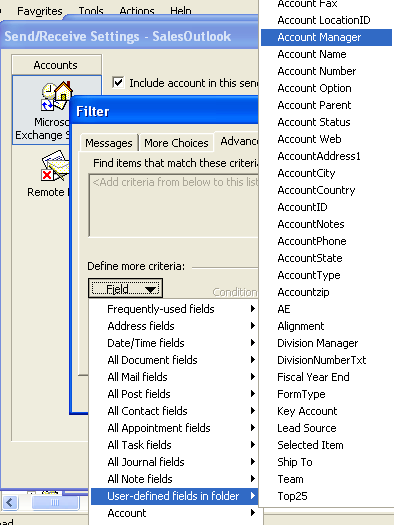 Favorites Tools Actions
Send/Receive Settings - SalesOutlook
Accounts
Include account in this send
Microso
Exchange S
Remote
Filter
Messages
More Choices
Advanc
Find items that match these criteria
<Add criteria from below to this list
Define more criteria:
Field
Condition
Frequently-used fields
Address fields
Date/Time fields
All Document fields
All Mail fields
All Post fields
All Contact fields
All Appointment fields
All Task fields
All Journal fields
All Note fields
User-defined fields in folder
Account
Account Fax
Account LocationID
Account Manager
Account Name
Account Number
Account Option
Account Parent
Account Status
Account Web
AccountAddress1
AccountCity
AccountCountry
AccountID
AccountNotes
AccountPhone
AccountState
AccountType
Accountzip
AE
Alignment
Division Manager
DivisionNumberTxt
Fiscal Year End
FormType
Key Account
Lead Source
Selected Item
Ship To
Team
Top25